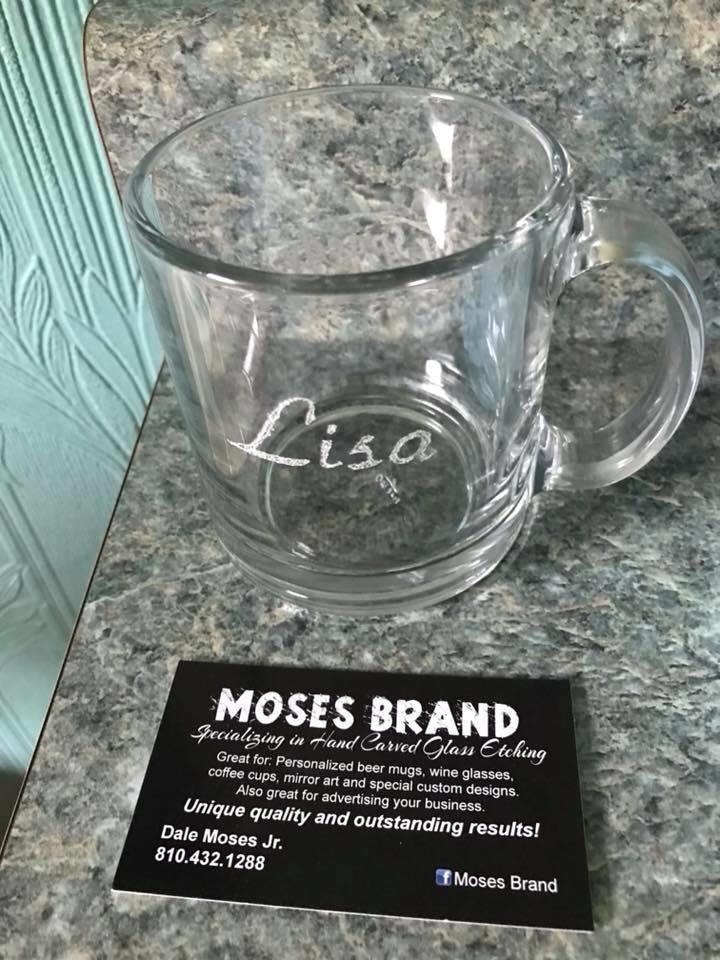 Lisa
MOSES BRAND
Specializing in Hand Carved Glass Etching
Great for: Personalized beer mugs, wine glasses,
coffee cups, mirror art and special custom designs.
Also great for advertising your business.
Unique quality and outstanding results!
Dale Moses Jr.
810.432.1288
f Moses Brand